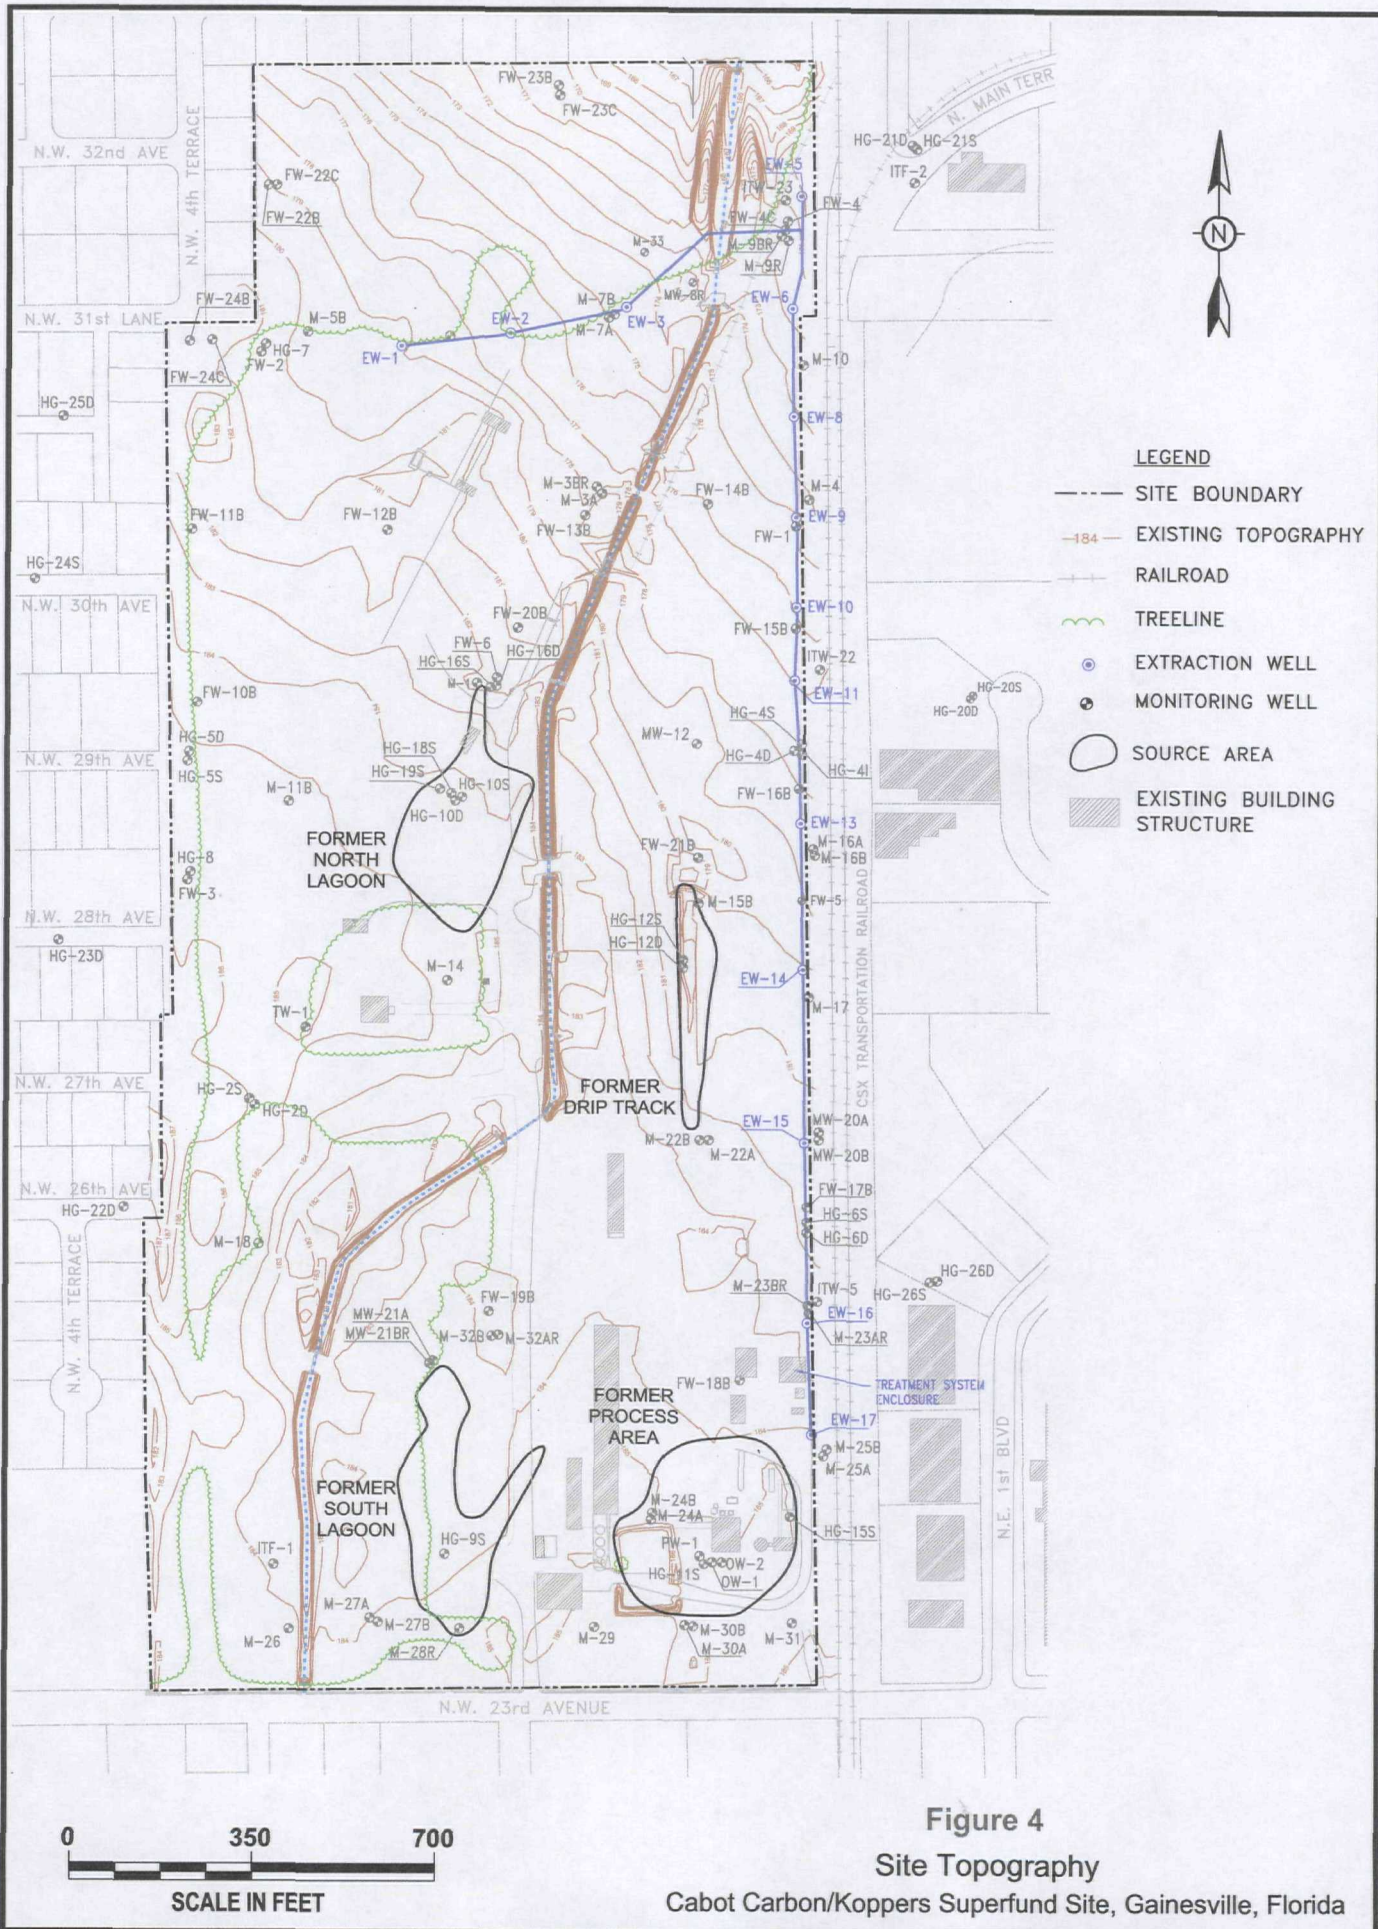 FW-23B
FW-23C
N. MAIN TERR
N.W. 32nd AVE
N.W. 4th TERRACE
HG-21D
HG-21S
ITF-2
EW-5
ITW-23
FW-22C
FW-22B
FW-4C
FW-4
M-33
M-9BR
M-9R
MW-8R
N
FW-24B
N.W. 31st LANE
M-5B
M-7B
EW-6
EW-2
M-7A
EW-3
HG-7
FW-2
EW-1
FW-24C
M-10
HG-25D
EW-8
LEGEND
SITE BOUNDARY
184
EXISTING TOPOGRAPHY
RAILROAD
TREELINE
EXTRACTION WELL
MONITORING WELL
SOURCE AREA
EXISTING BUILDING
STRUCTURE
M-3BR
M-3A
FW-14B
M-4
EW-9
FW-11B
FW-12B
FW-13B
FW-1
HG-24S
N.W. 30th AVE
EW-10
FW-20B
FW-15B
FW-6
HG-16D
HG-16S
M-1
ITW-22
EW-11
HG-20S
HG-20D
FW-10B
HG-4S
MW-12
HG-5D
N.W. 29th AVE
HG-5S
HG-18S
HG-4D
HG-4I
HG-19S
HG-10S
M-11B
HG-10D
FW-16B
EW-13
FORMER
NORTH
LAGOON
M-16A
M-16B
FW-21B
HG-8
FW-3
M-15B
FW-5
N.W. 28th AVE
HG-12S
HG-12D
HG-23D
M-14
EW-14
M-17
CSX TRANSPORTATION RAILROAD
TW-1
N.W. 27th AVE
HG-2S
HG-2D
FORMER
DRIP TRACK
EW-15
MW-20A
M-22B
M-22A
MW-20B
N.W. 26th AVE
HG-22D
FW-17B
HG-6S
HG-6D
M-18
N.W. 4th TERRACE
HG-26D
HG-26S
M-23BR
ITW-5
FW-19B
EW-16
MW-21A
MW-21BR
M-32B
M-32AR
M-23AR
FW-18B
TREATMENT SYSTEM
ENCLOSURE
FORMER
PROCESS
AREA
EW-17
M-25B
M-25A
N.E. 1st BLVD
FORMER
SOUTH
LAGOON
M-24B
M-24A
HG-15S
HG-9S
ITF-1
PW-1
HG-11S
OW-2
OW-1
M-27A
M-27B
M-26
M-28R
M-29
M-30B
M-30A
M-31
N.W. 23rd AVENUE
0 350 700
SCALE IN FEET
Figure 4
Site Topography
Cabot Carbon/Koppers Superfund Site, Gainesville, Florida